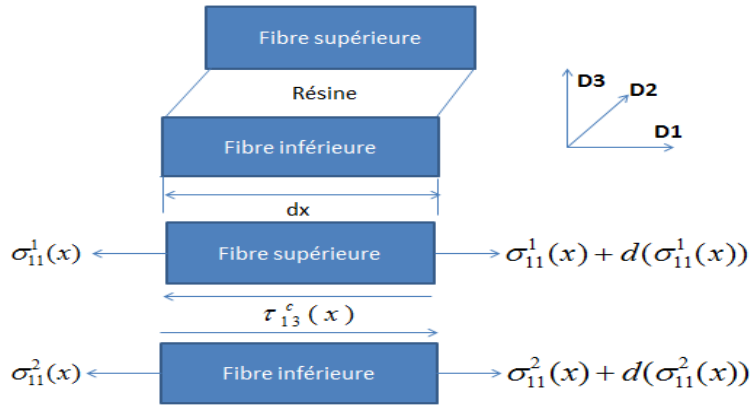 Fibre supérieure
Résine
Fibre inférieure
D3
D2
D1
dx
σ₁₁¹(x) Fibre supérieure σ₁₁¹(x) + d(σ₁₁¹(x))
τ₁₃ᶜ(x)
σ₁₁²(x) Fibre inférieure σ₁₁²(x) + d(σ₁₁²(x))